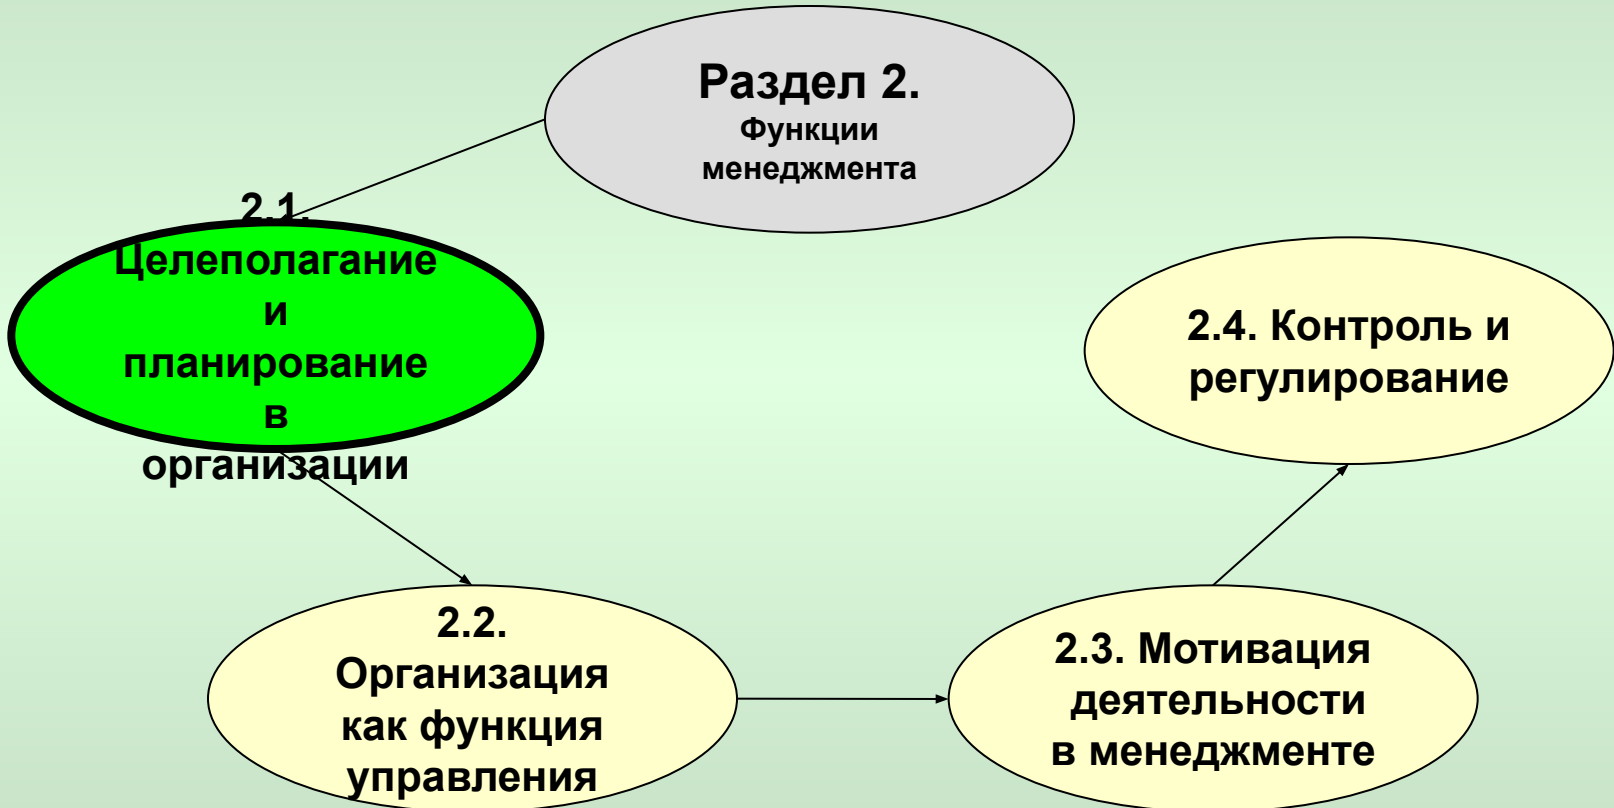 Раздел 2.
Функции
менеджмента
2.1.
Целеполагание
и
планирование
в
организации
2.4. Контроль и
регулирование
2.2.
Организация
как функция
управления
2.3. Мотивация
деятельности
в менеджменте